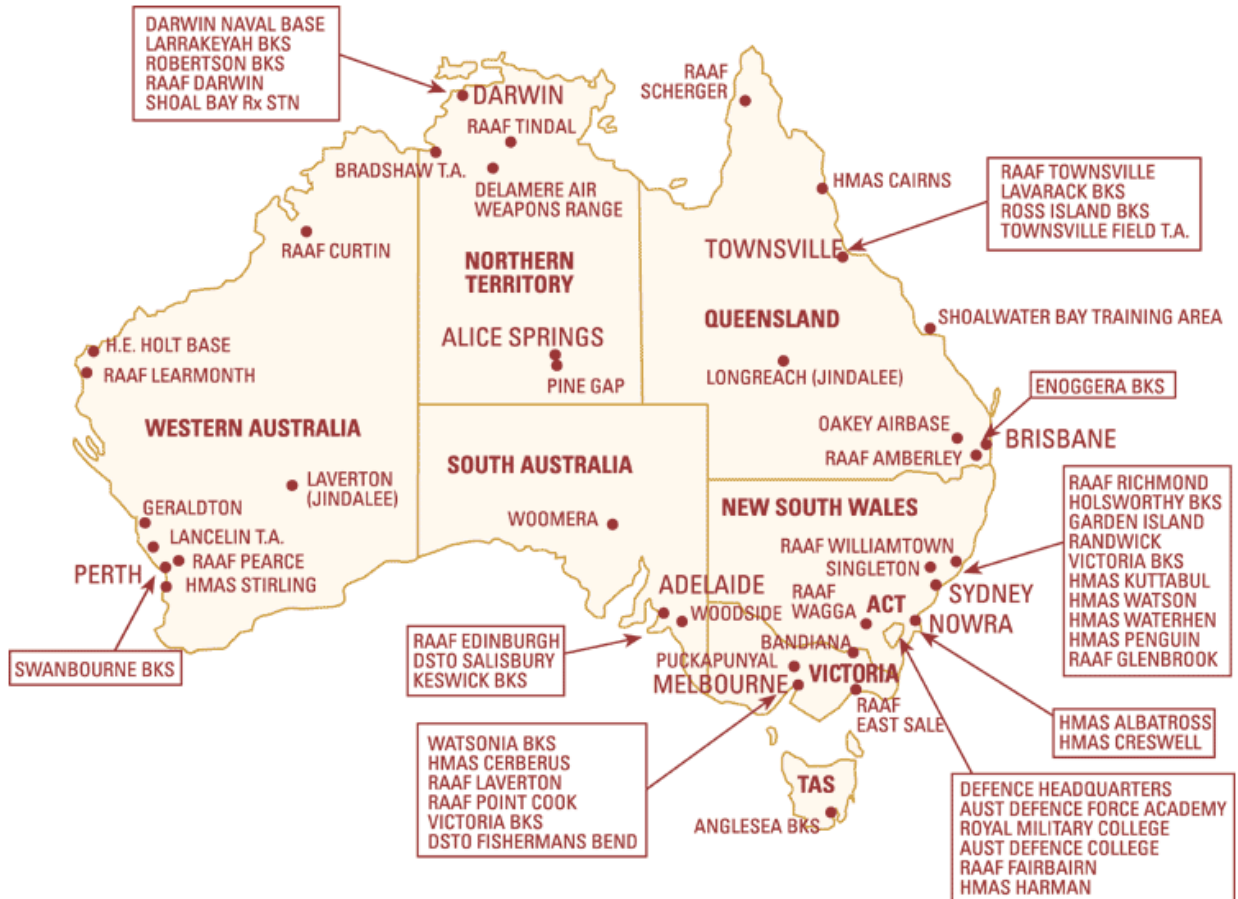 DARWIN NAVAL BASE
LARRAKEYAH BKS
ROBERTSON BKS
RAAF DARWIN
SHOAL BAY Rx STN
DARWIN
RAAF TINDAL
BRADSHAW T.A.
DELAMERE AIR
WEAPONS RANGE
RAAF
SCHERGER
HMAS CAIRNS
RAAF TOWNSVILLE
LAVARACK BKS
ROSS ISLAND BKS
TOWNSVILLE FIELD T.A.
TOWNSVILLE
RAAF CURTIN
NORTHERN
TERRITORY
QUEENSLAND
SHOALWATER BAY TRAINING AREA
ALICE SPRINGS
PINE GAP
LONGREACH (JINDALEE)
H.E. HOLT BASE
RAAF LEARMONTH
ENOGGERA BKS
WESTERN AUSTRALIA
OAKEY AIRBASE
BRISBANE
RAAF AMBERLEY
SOUTH AUSTRALIA
LAVERTON
(JINDALEE)
WOOMERA
NEW SOUTH WALES
RAAF RICHMOND
HOLSWORTHY BKS
GARDEN ISLAND
RANDWICK
VICTORIA BKS
HMAS KUTTABUL
HMAS WATSON
HMAS WATERHEN
HMAS PENGUIN
RAAF GLENBROOK
GERALDTON
LANCELIN T.A.
RAAF PEARCE
PERTH
HMAS STIRLING
SWANBOURNE BKS
RAAF WILLIAMTOWN
SINGLETON
SYDNEY
ADELAIDE
WOODSIDE
RAAF
WAGGA
ACT
NOWRA
BANDIANA
RAAF EDINBURGH
DSTO SALISBURY
KESWICK BKS
PUCKAPUNYAL
MELBOURNE
VICTORIA
RAAF
EAST SALE
HMAS ALBATROSS
HMAS CRESWELL
WATSONIA BKS
HMAS CERBERUS
RAAF LAVERTON
RAAF POINT COOK
VICTORIA BKS
DSTO FISHERMANS BEND
TAS
ANGLESEA BKS
DEFENCE HEADQUARTERS
AUST DEFENCE FORCE ACADEMY
ROYAL MILITARY COLLEGE
AUST DEFENCE COLLEGE
RAAF FAIRBAIRN
HMAS HARMAN